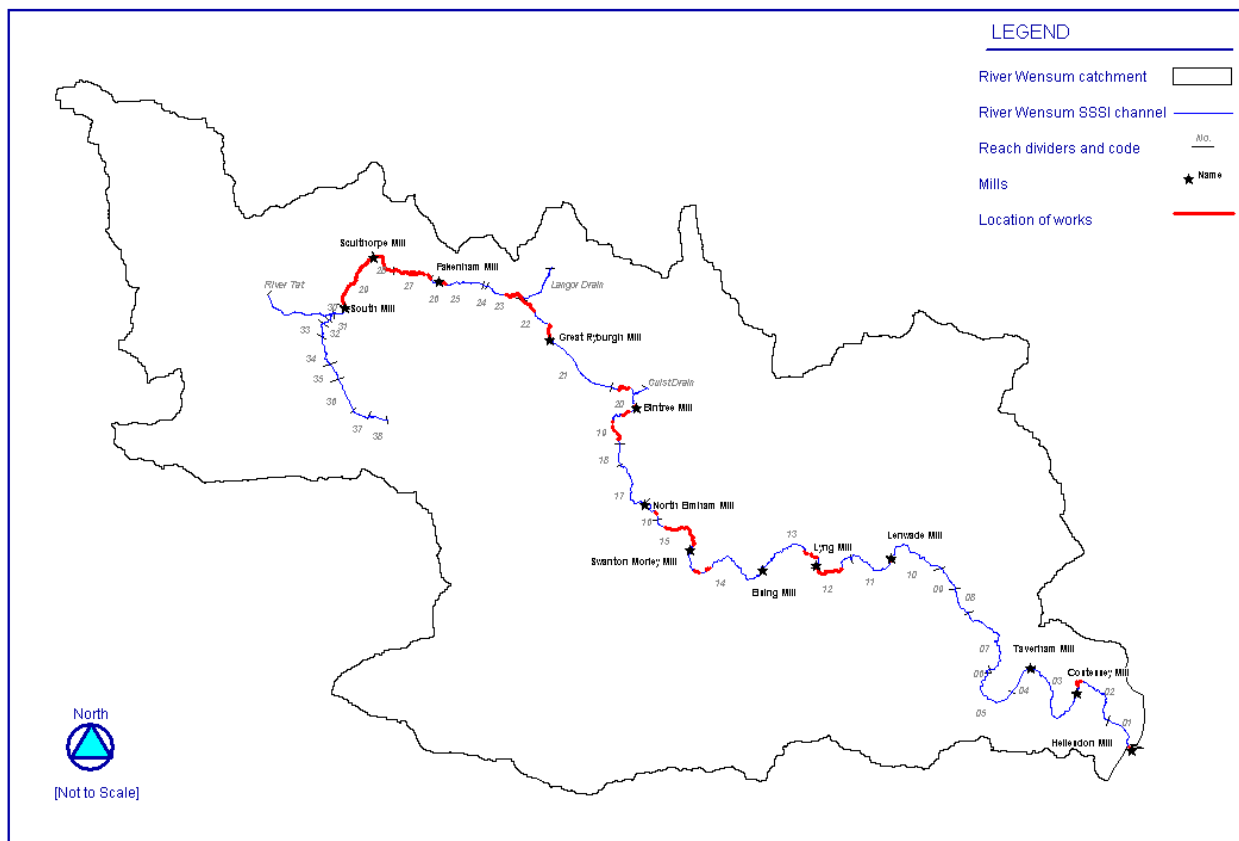 LEGEND
River Wensum catchment
River Wensum SSSI channel
Reach dividers and code
No.
Mills
Name
Location of works
Sculthorpe Mill
Fakenham Mill
28
29
27
26
25
24
23
Langor Drain
River Tat
30
South Mill
31
33
32
22
Great Ryburgh Mill
34
35
21
36
Guist Drain
20
Bintree Mill
37
38
19
18
17
North Elmham Mill
16
15
13
Lyng Mill
Lenwade Mill
Swanton Morley Mill
14
Elsing Mill
12
11
10
09
08
07
Taverham Mill
06
Costessey Mill
04
03
02
05
01
Hellesdon Mill
North
[Not to Scale]